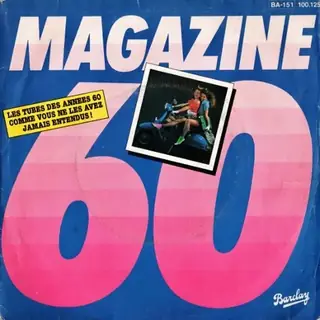 BA-151 100.125
MAGAZINE
60
LES TUBES DES ANNEES 60
COMME VOUS NE LES AVEZ
JAMAIS ENTENDUS!
Barclay